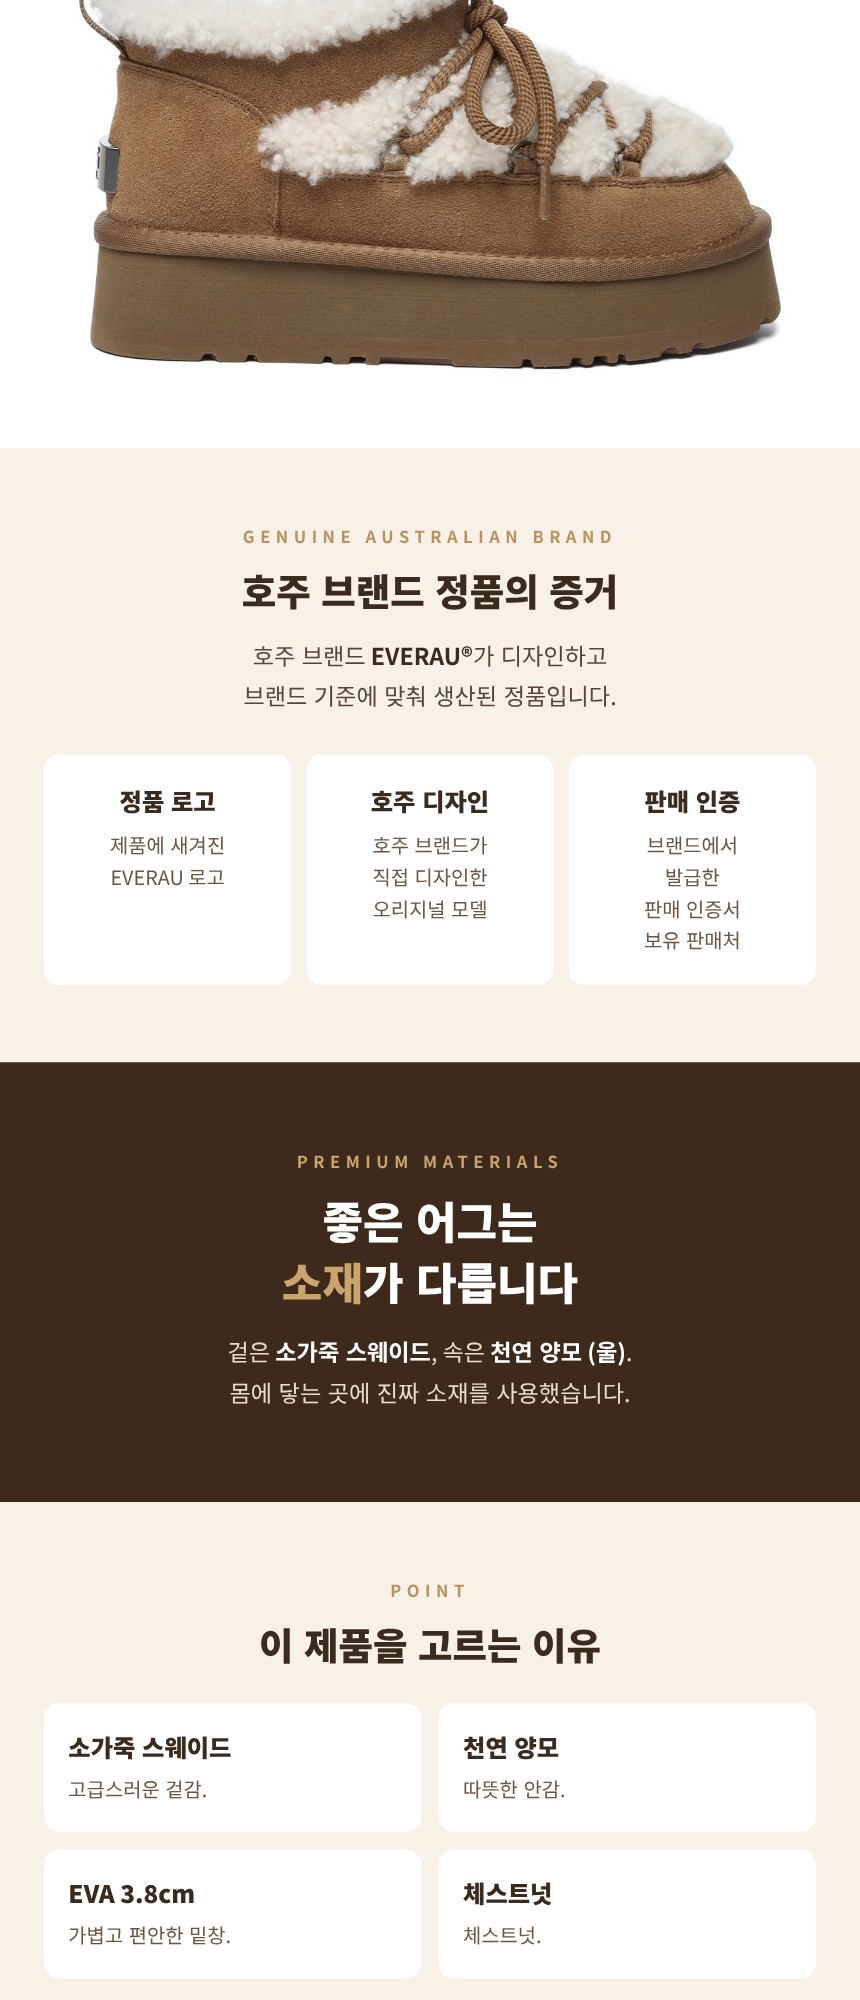 GENUINE AUSTRALIAN BRAND
호주 브랜드 정품의 증거
호주 브랜드 EVERAU®가 디자인하고
브랜드 기준에 맞춰 생산된 정품입니다.
정품 로고
제품에 새겨진
EVERAU 로고
호주 디자인
호주 브랜드가
직접 디자인한
오리지널 모델
판매 인증
브랜드에서
발급한
판매 인증서
보유 판매처
PREMIUM MATERIALS
좋은 어그는
소재가 다릅니다
겉은 소가죽 스웨이드, 속은 천연 양모 (울).
몸에 닿는 곳에 진짜 소재를 사용했습니다.
POINT
이 제품을 고르는 이유
소가죽 스웨이드
고급스러운 겉감.
천연 양모
따뜻한 안감.
EVA 3.8cm
가볍고 편안한 밑창.
체스트넛
체스트넛.